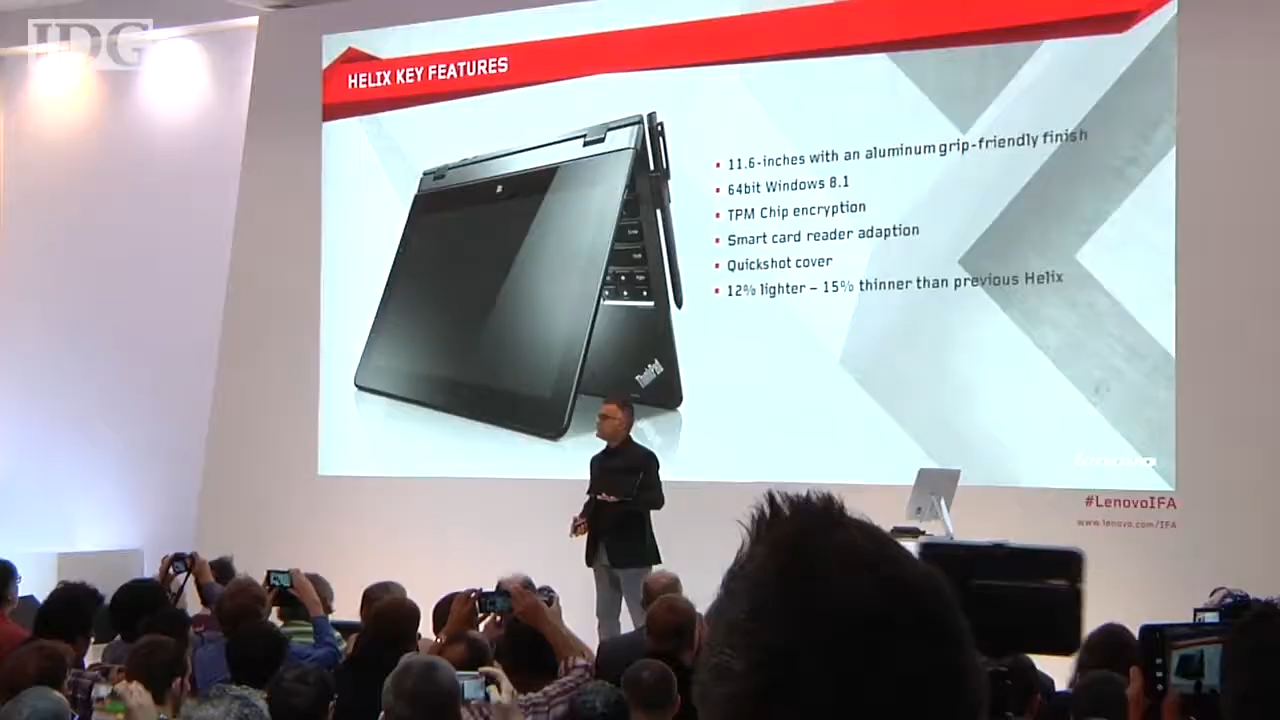 IDG
HELIX KEY FEATURES
11.6-inches with an aluminum grip-friendly finish
64bit Windows 8.1
TPM Chip encryption
Smart card reader adaption
Quickshot cover
12% lighter – 15% thinner than previous Helix
ThinkPad
#LenovoIFA
www.lenovo.com/IFA